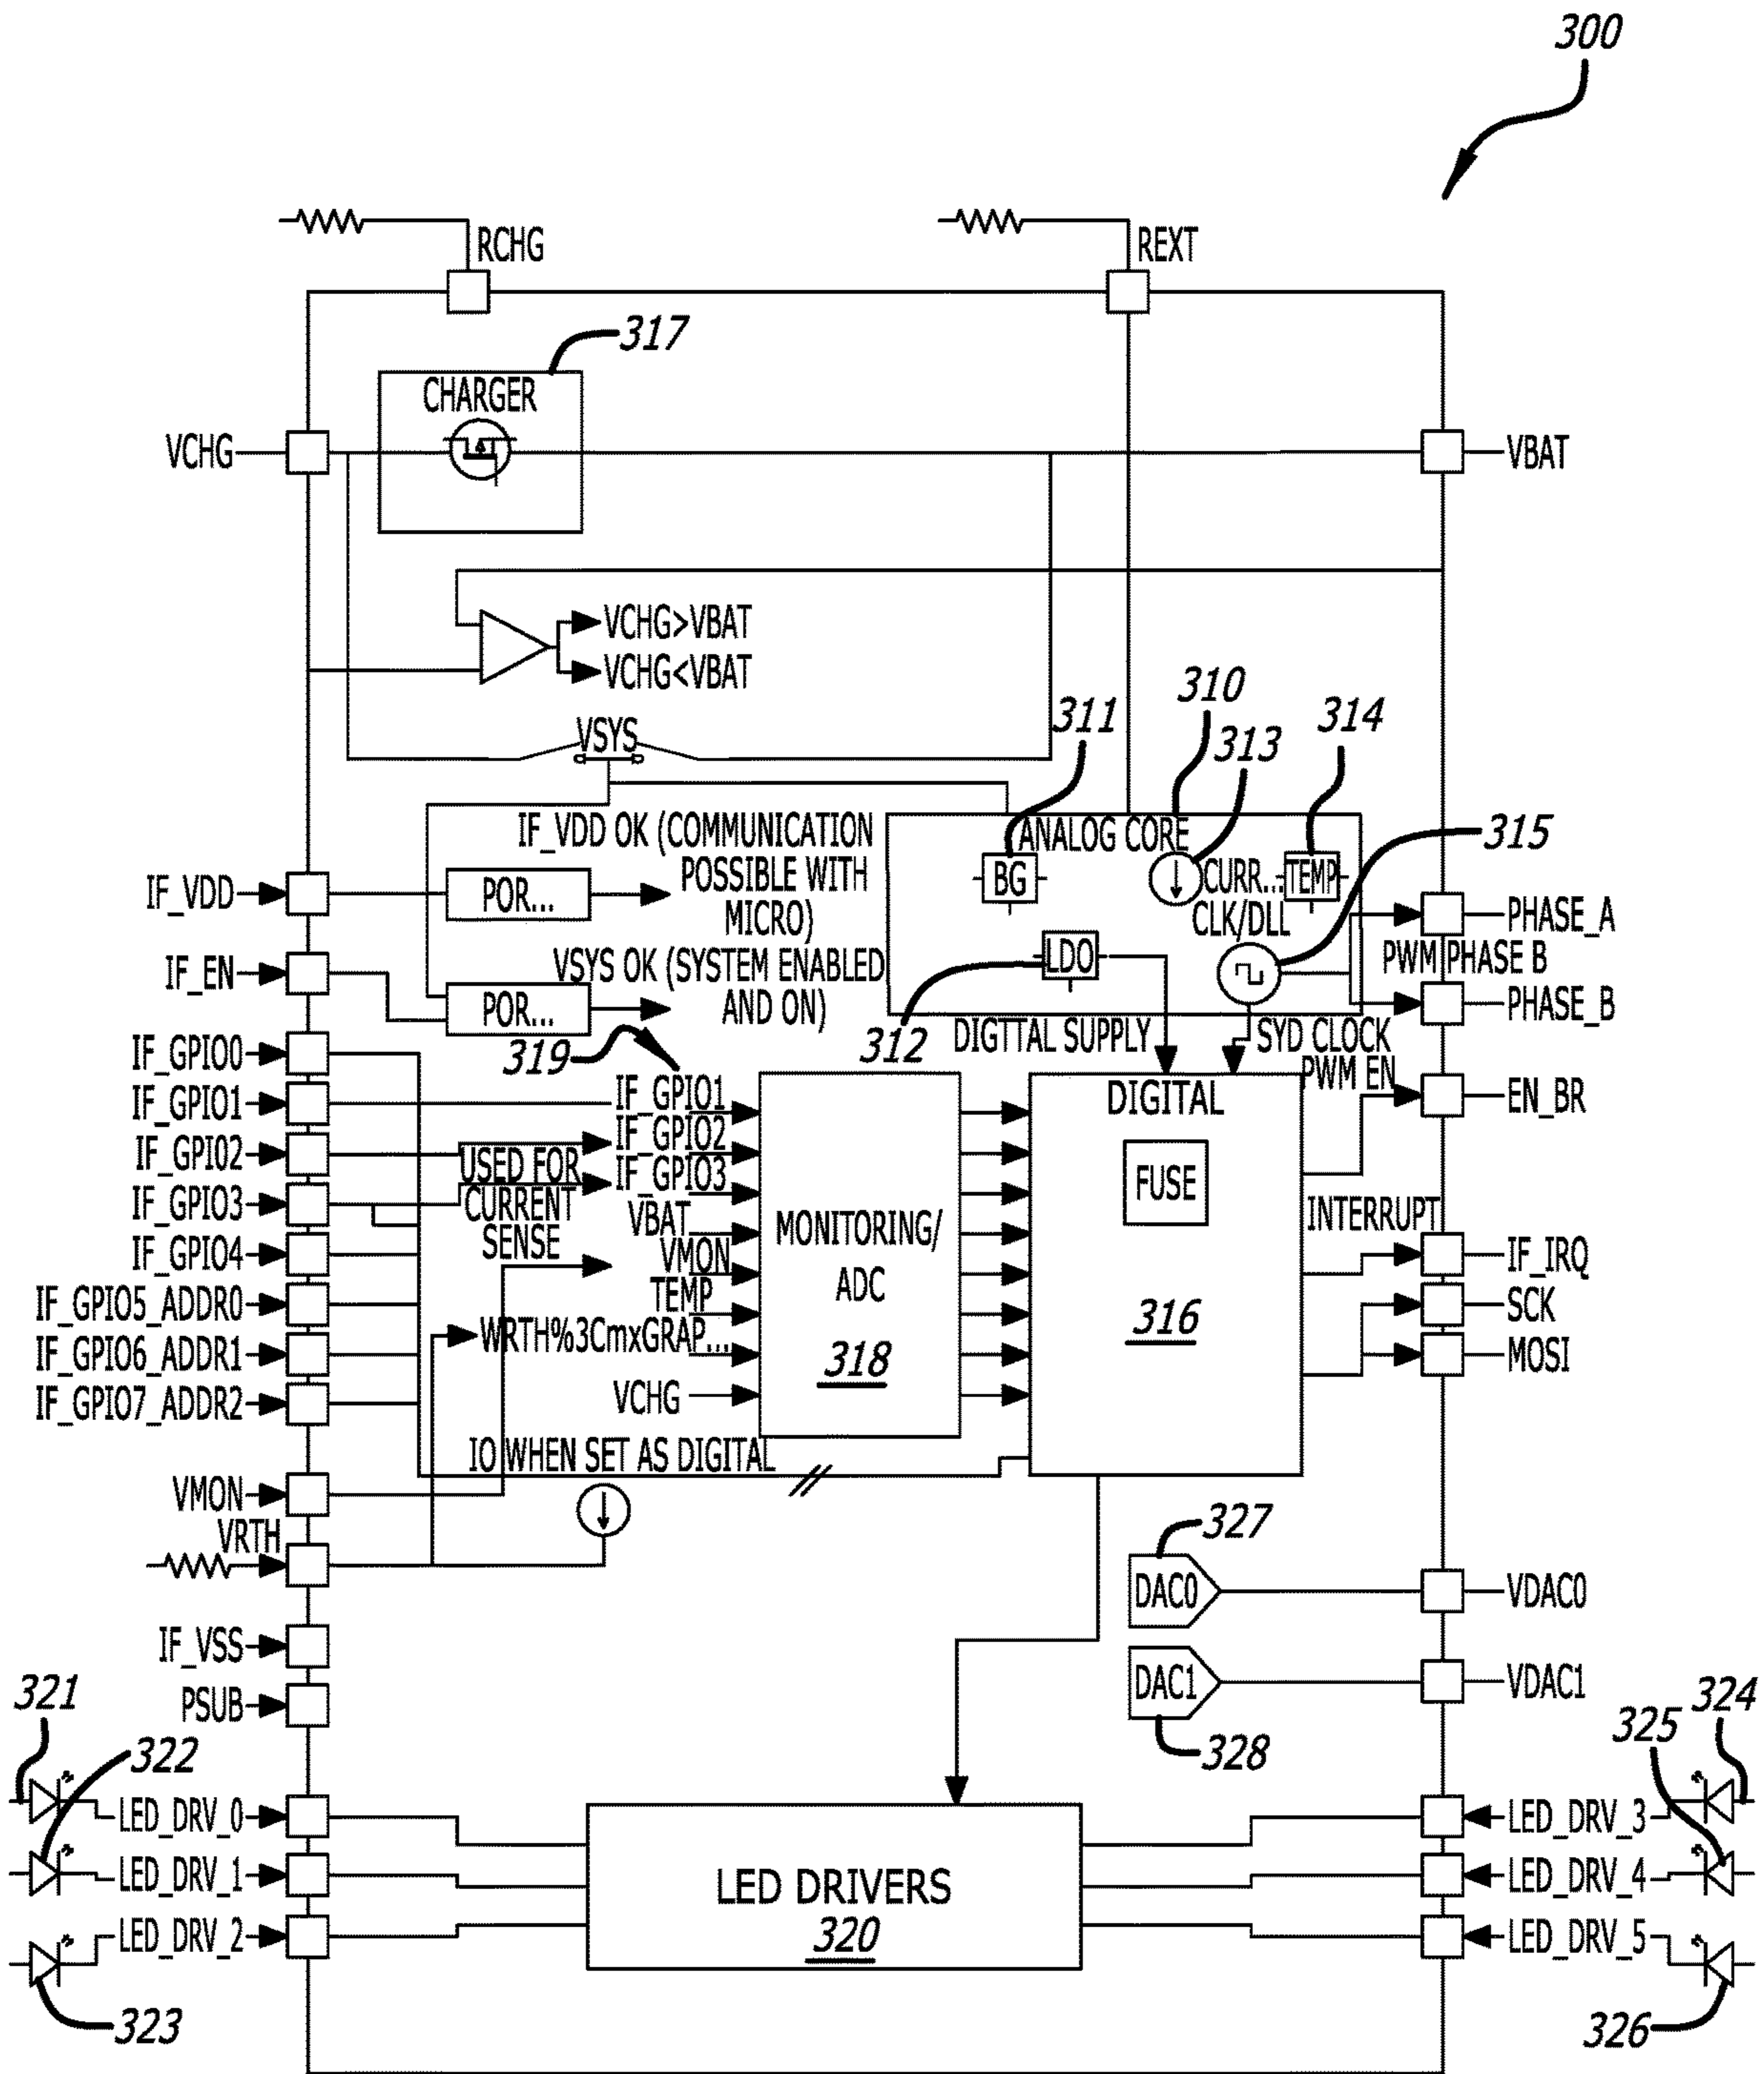 300
RCHG
REXT
317
CHARGER
VCHG
VBAT
VCHG>VBAT
VCHG<VBAT
VSYS
310
311
313
314
315
IF_VDD OK (COMMUNICATION
POSSIBLE WITH
MICRO)
ANALOG CORE
BG
CURR...
TEMP
CLK/DLL
IF_VDD
POR...
PHASE_A
PWM PHASE B
PHASE_B
IF_EN
VSYS OK (SYSTEM ENABLED
AND ON)
POR...
LDO
312
DIGTTAL SUPPLY
SYD CLOCK
PWM EN
EN_BR
319
IF_GPIO0
IF_GPIO1
IF_GPIO2
IF_GPIO3
IF_GPIO4
IF_GPIO5_ADDR0
IF_GPIO6_ADDR1
IF_GPIO7_ADDR2
USED FOR
CURRENT
SENSE
IF_GPIO1
IF_GPIO2
IF_GPIO3
VBAT
VMON
TEMP
WRTH%3CmxGRAP...
VCHG
MONITORING/
ADC
318
DIGITAL
FUSE
316
INTERRUPT
IF_IRQ
SCK
MOSI
IO WHEN SET AS DIGITAL
VMON
VRTH
327
DAC0
VDAC0
IF_VSS
PSUB
DAC1
VDAC1
328
321
322
323
324
325
326
LED_DRV_0
LED_DRV_1
LED_DRV_2
LED DRIVERS
320
LED_DRV_3
LED_DRV_4
LED_DRV_5